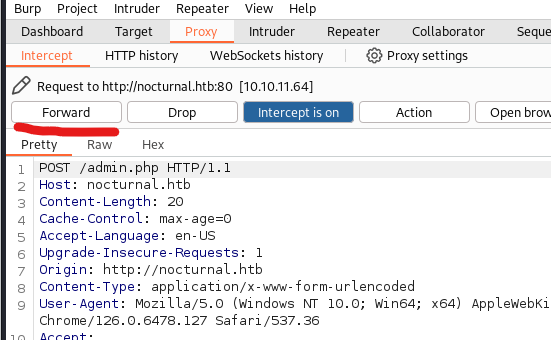 Burp Project Intruder Repeater View Help
Dashboard Target Proxy Intruder Repeater Collaborator
Intercept HTTP history WebSockets history Proxy settings
Request to http://nocturnal.htb:80 [10.10.11.64]
Forward Drop Intercept is on Action Open
Pretty Raw Hex
1 POST /admin.php HTTP/1.1
2 Host: nocturnal.htb
3 Content-Length: 20
4 Cache-Control: max-age=0
5 Accept-Language: en-US
6 Upgrade-Insecure-Requests: 1
7 Origin: http://nocturnal.htb
8 Content-Type: application/x-www-form-urlencoded
9 User-Agent: Mozilla/5.0 (Windows NT 10.0; Win64; x64) AppleWebKi
Chrome/126.0.6478.127 Safari/537.36
10 Accept: